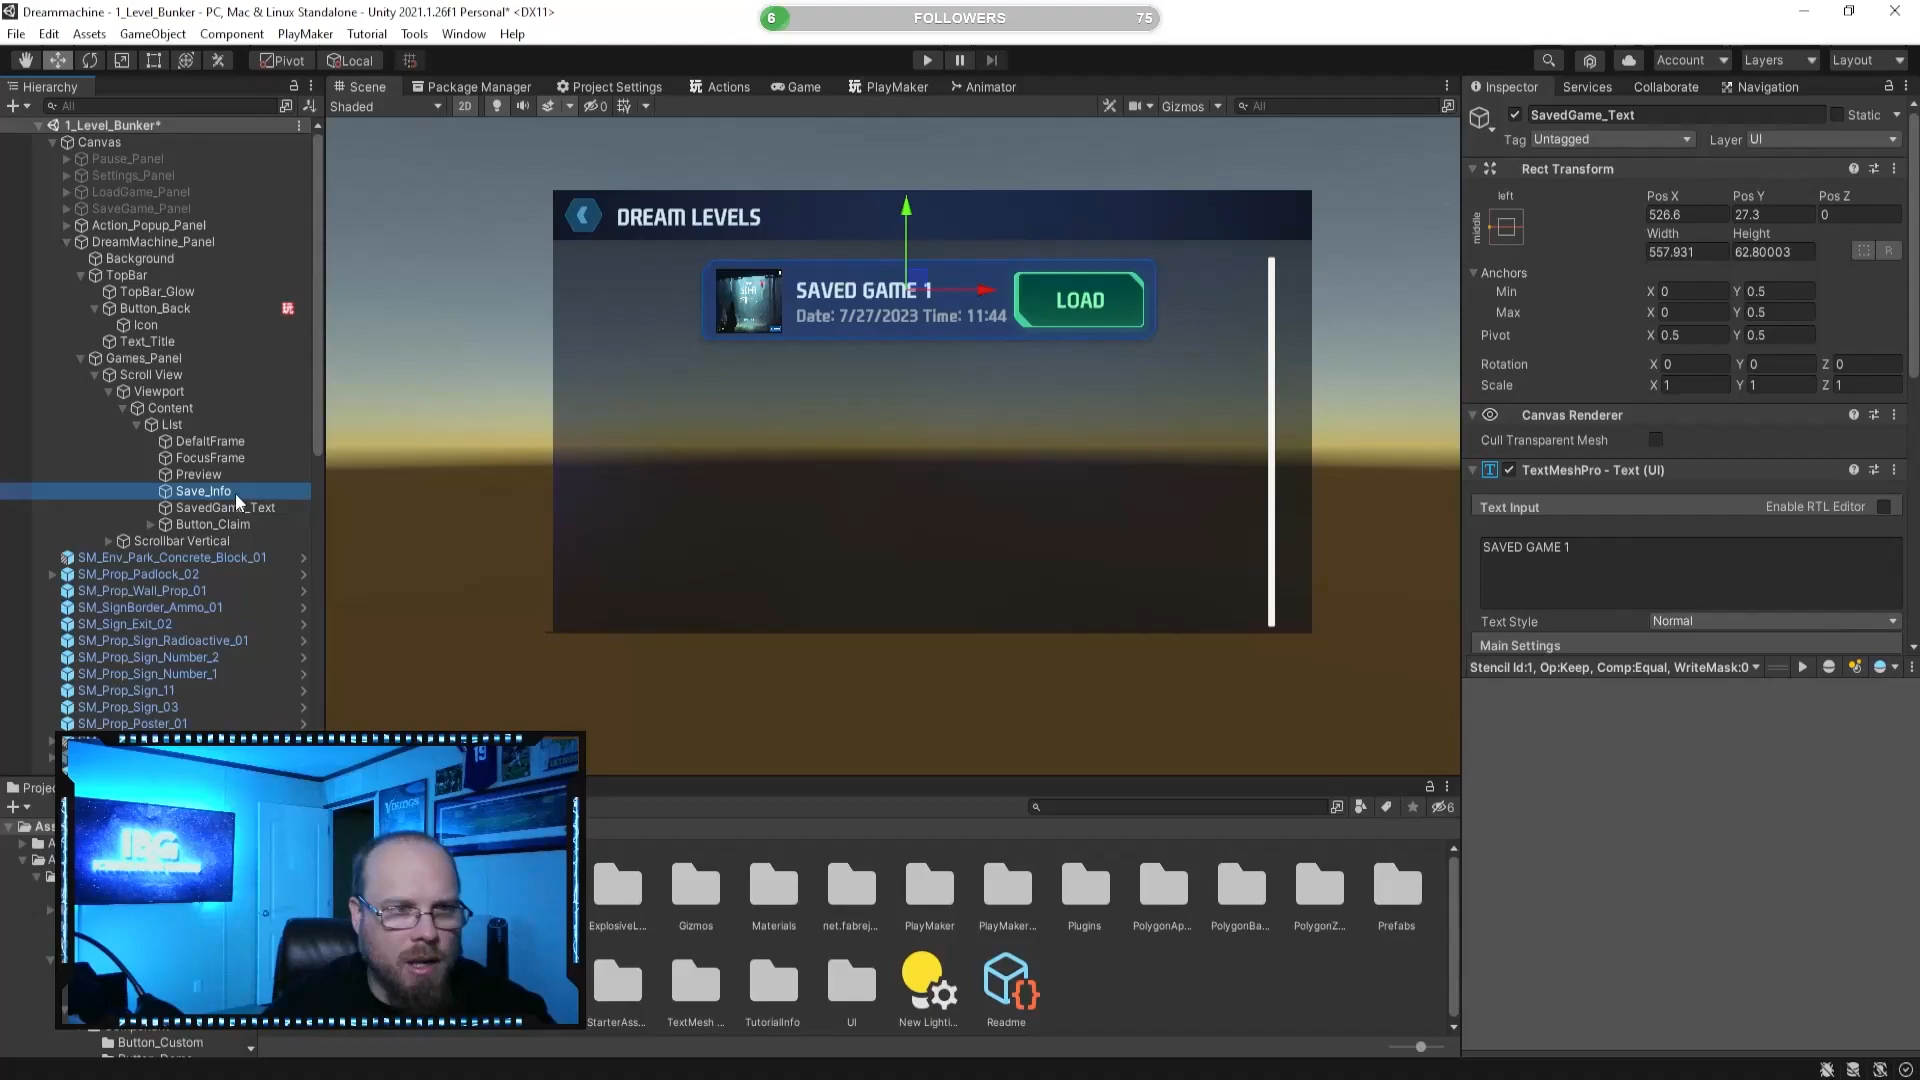 Dreammachine - 1_Level_Bunker - PC, Mac & Linux Standalone - Unity 2021.1.26f1 Personal* <DX11>
6 FOLLOWERS 75
File Edit Assets GameObject Component PlayMaker Tutorial Tools Window Help
Pivot Local
Account Layers Layout
Hierarchy
Scene Package Manager Project Settings Actions Game PlayMaker Animator
Inspector Services Collaborate Navigation
All
Shaded 2D 0 Gizmos All
1_Level_Bunker*
Canvas
Pause_Panel
Settings_Panel
LoadGame_Panel
SaveGame_Panel
Action_Popup_Panel
DreamMachine_Panel
Background
TopBar
TopBar_Glow
Button_Back
Icon
Text_Title
Games_Panel
Scroll View
Viewport
Content
LIst
DefaltFrame
FocusFrame
Preview
Save_Info
SavedGame_Text
Button_Claim
Scrollbar Vertical
SM_Env_Park_Concrete_Block_01
SM_Prop_Padlock_02
SM_Prop_Wall_Prop_01
SM_SignBorder_Ammo_01
SM_Sign_Exit_02
SM_Prop_Sign_Radioactive_01
SM_Prop_Sign_Number_2
SM_Prop_Sign_Number_1
SM_Prop_Sign_11
SM_Prop_Sign_03
SM_Prop_Poster_01
DREAM LEVELS
SAVED GAME 1
Date: 7/27/2023 Time: 11:44
LOAD
SavedGame_Text Static
Tag Untagged Layer UI
Rect Transform
left
middle
Pos X Pos Y Pos Z
526.6 27.3 0
Width Height
557.931 62.80003
R
Anchors
Min X 0 Y 0.5
Max X 0 Y 0.5
Pivot X 0.5 Y 0.5
Rotation X 0 Y 0 Z 0
Scale X 1 Y 1 Z 1
Canvas Renderer
Cull Transparent Mesh
TextMeshPro - Text (UI)
Text Input Enable RTL Editor
SAVED GAME 1
Text Style Normal
Main Settings
Stencil Id:1, Op:Keep, Comp:Equal, WriteMask:0
Projec
6
Ass
VIKINGS
19
IBG
ExplosiveL... Gizmos Materials net.fabrej... PlayMaker PlayMaker... Plugins PolygonAp... PolygonBa... PolygonZ... Prefabs
StarterAss... TextMesh ... TutorialInfo UI New Lighti... Readme
Button_Custom